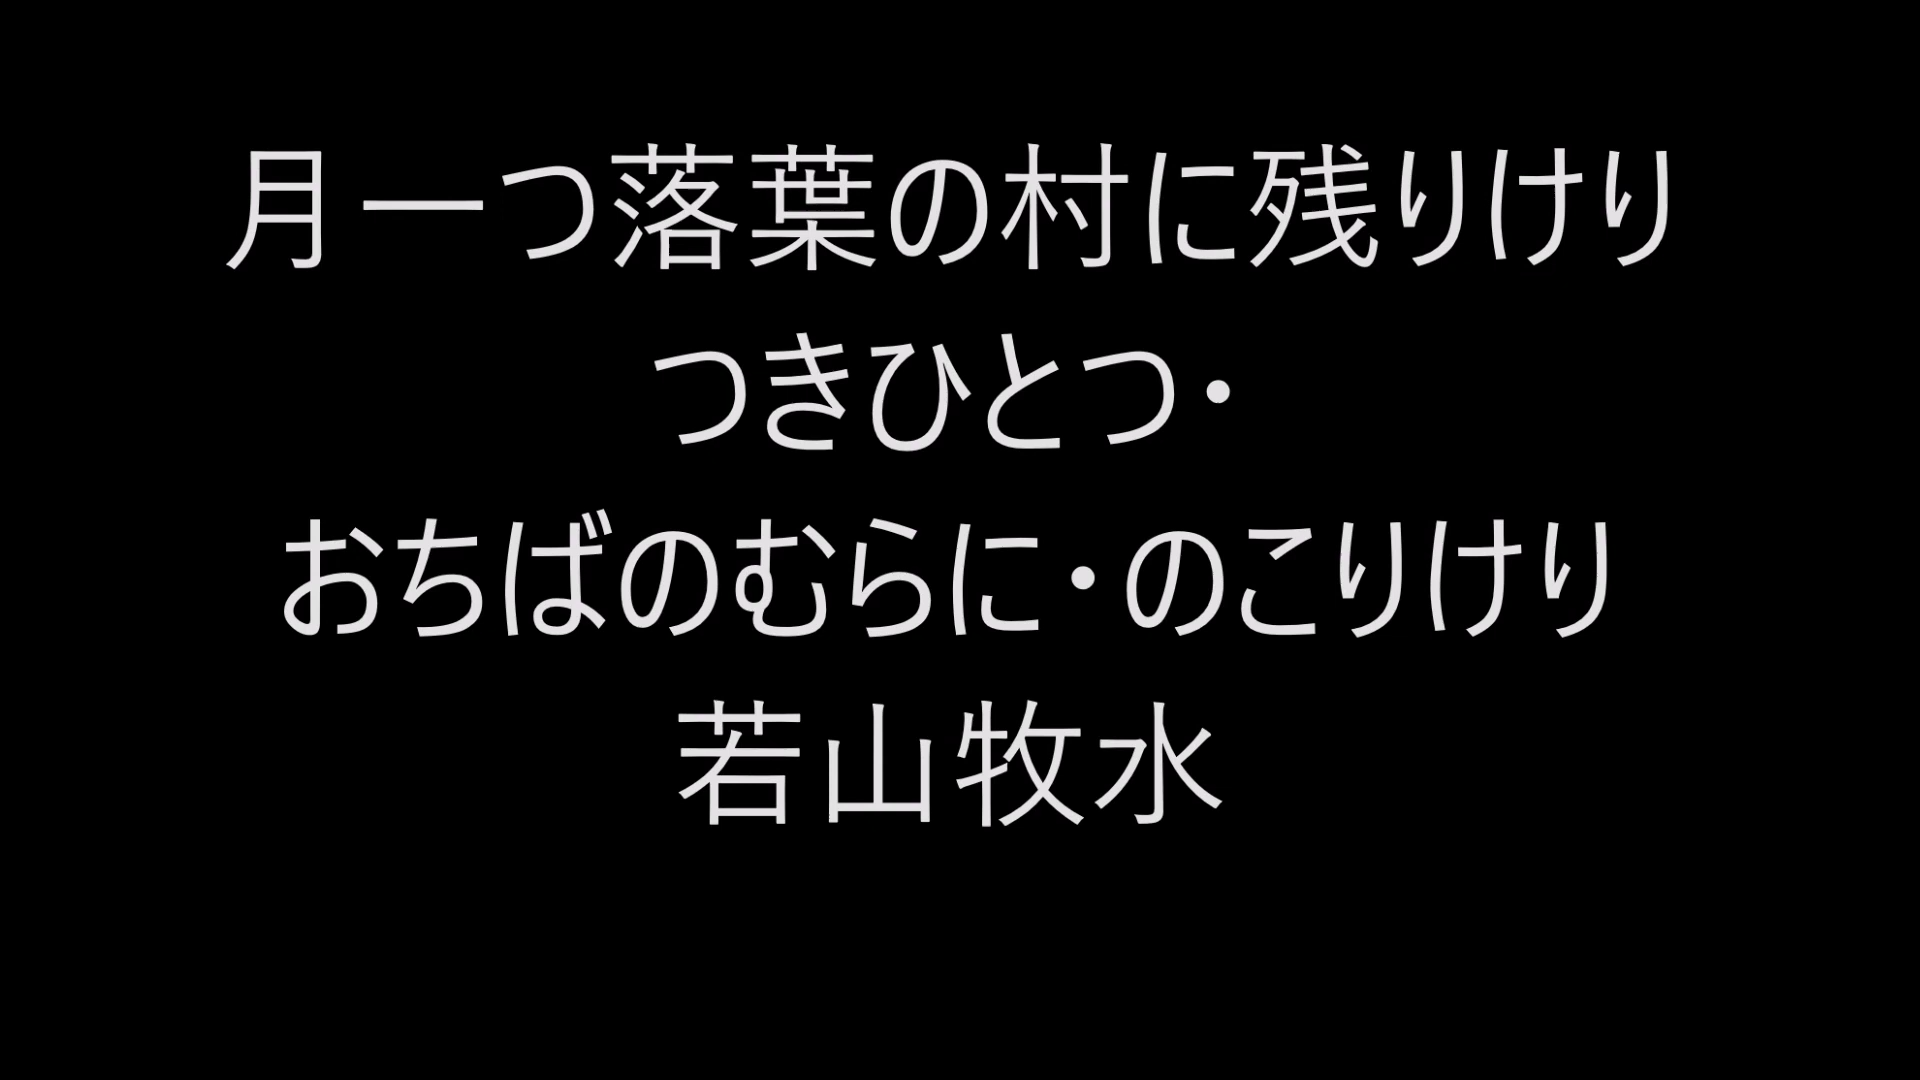 月一つ落葉の村に残りけり
つきひとつ・
おちばのむらに・のこりけり
若山牧水